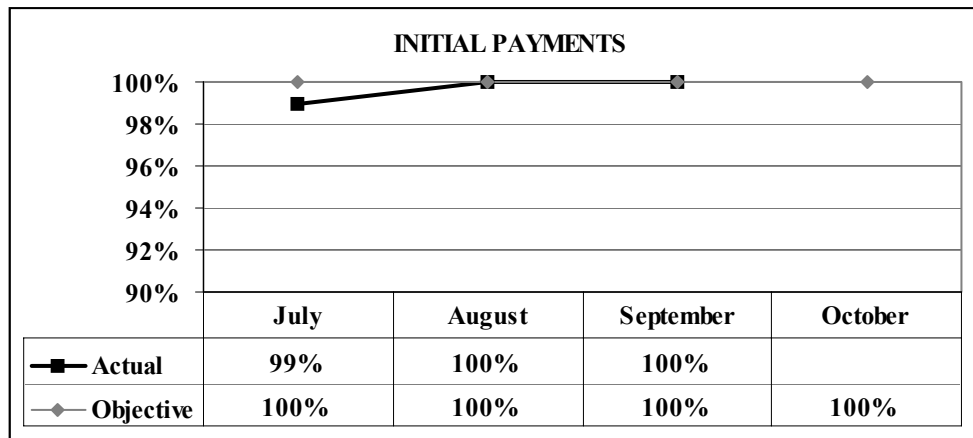 INITIAL PAYMENTS
100%
98%
96%
94%
92%
90%
July August September October
Actual 99% 100% 100%
Objective 100% 100% 100% 100%